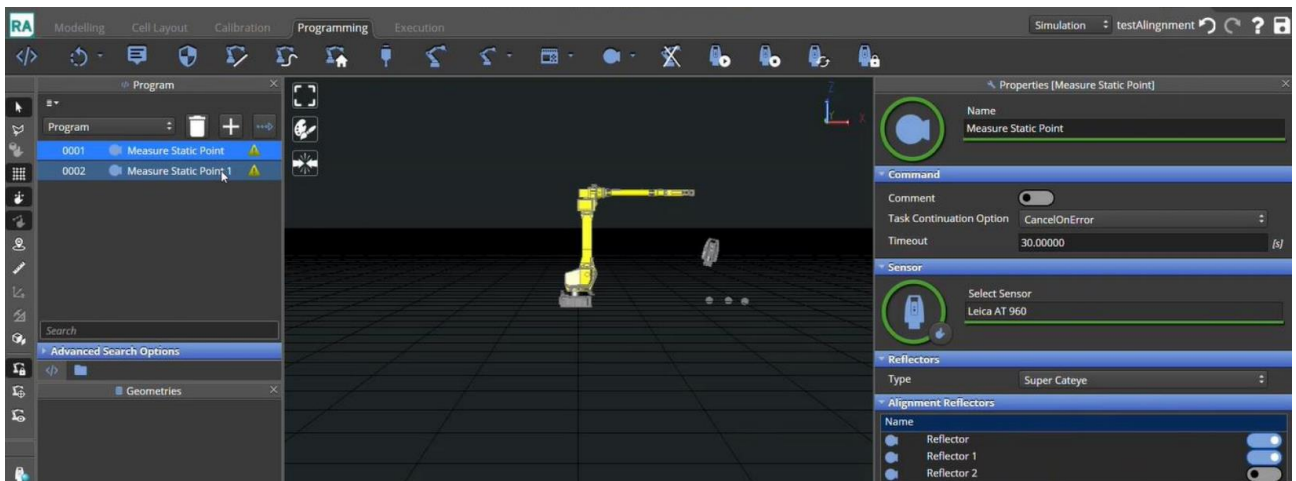 RA Modelling Cell Layout Calibration Programming Execution Simulation testAlingnment
Program
Program
0001 Measure Static Point
0002 Measure Static Point 1
Search
Advanced Search Options
Geometries
Z
X
Properties [Measure Static Point]
Name
Measure Static Point
Command
Comment
Task Continuation Option CancelOnError
Timeout 30.00000 [s]
Sensor
Select Sensor
Leica AT 960
Reflectors
Type Super Cateye
Alignment Reflectors
Name
Reflector
Reflector 1
Reflector 2